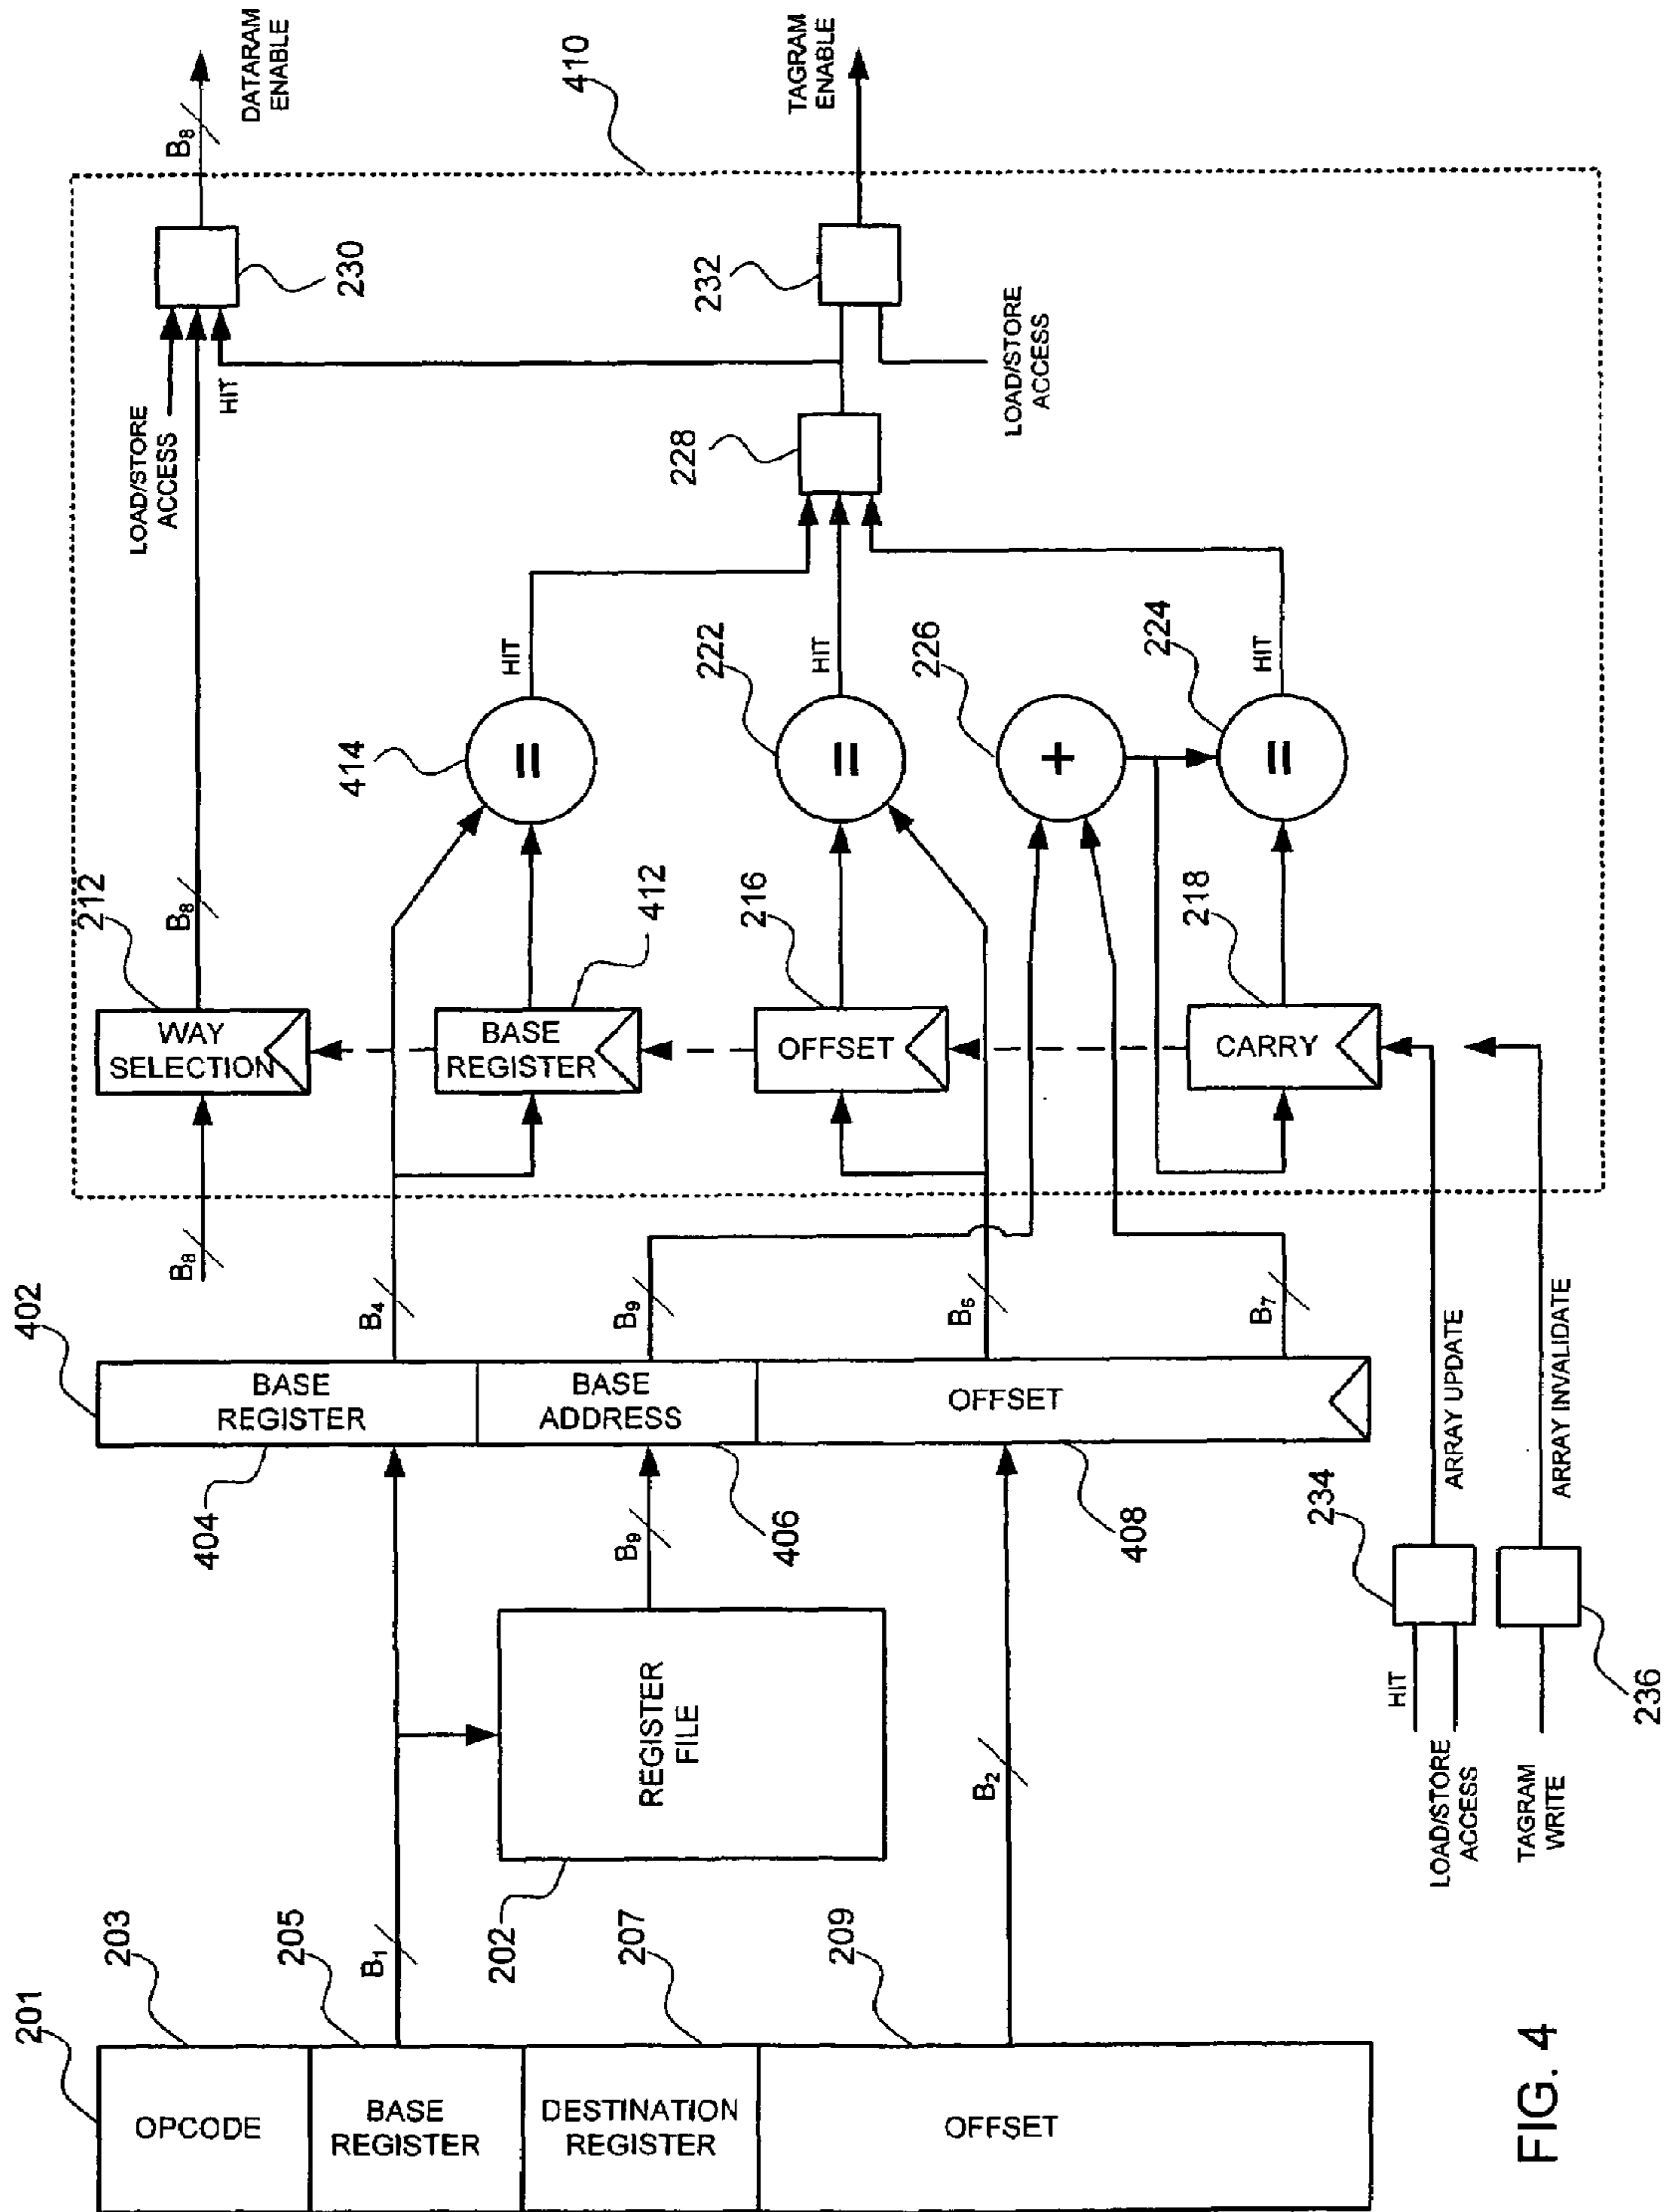 201
203
205
207
209
OPCODE
BASE
REGISTER
DESTINATION
REGISTER
OFFSET
B1
B2
202
REGISTER
FILE
B9
402
404
406
408
BASE
REGISTER
BASE
ADDRESS
OFFSET
B4
B9
B6
B7
B8
212
WAY
SELECTION
B8
BASE
REGISTER
412
216
OFFSET
218
CARRY
414
=
HIT
222
=
HIT
226
+
224
=
HIT
228
LOAD/STORE
ACCESS
HIT
230
B8
DATARAM
ENABLE
232
LOAD/STORE
ACCESS
TAGRAM
ENABLE
410
HIT
LOAD/STORE
ACCESS
234
ARRAY UPDATE
TAGRAM
WRITE
236
ARRAY INVALIDATE
FIG. 4